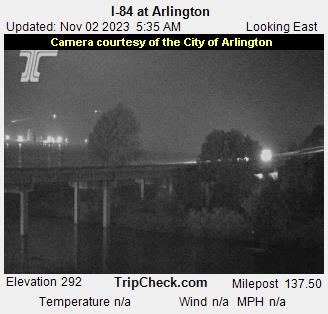 I-84 at Arlington
Updated: Nov 02 2023 5:35 AM Looking East
Camera courtesy of the City of Arlington
Elevation 292 TripCheck.com Milepost 137.50
Temperature n/a Wind n/a MPH n/a